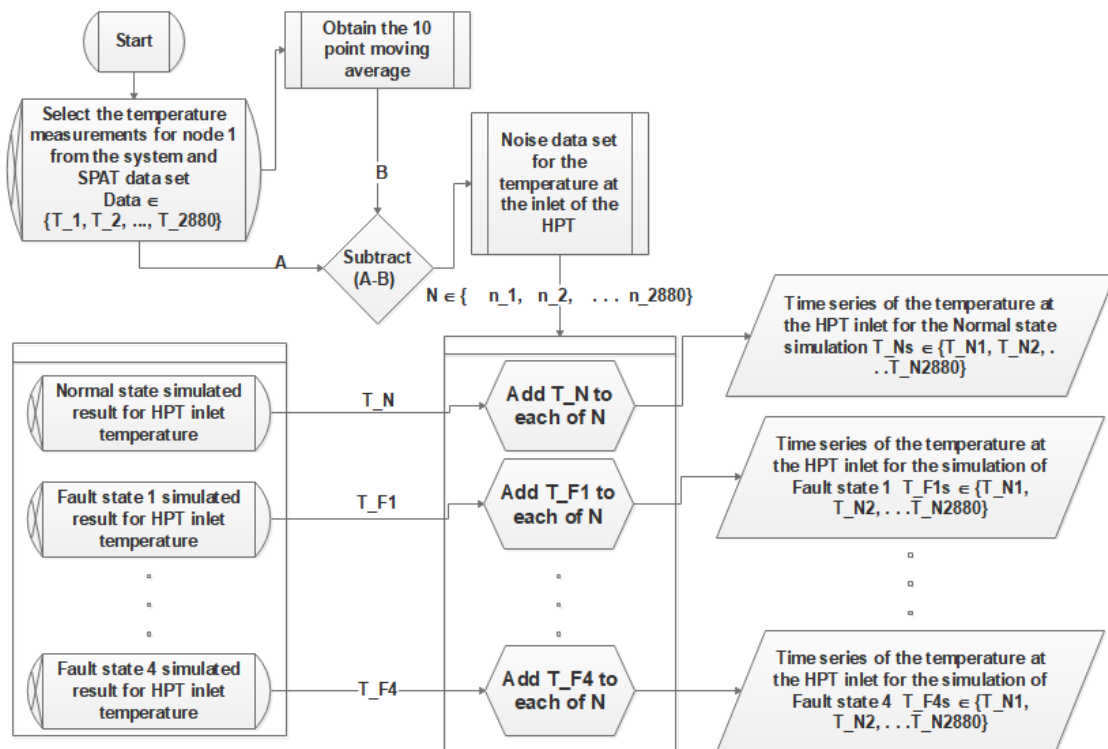 Start
Obtain the 10
point moving
average
Select the temperature
measurements for node 1
from the system and
SPAT data set
Data ∈
{T_1, T_2, ..., T_2880}
Noise data set
for the
temperature at
the inlet of the
HPT
B
A
Subtract
(A-B)
N ∈ { n_1, n_2, . . . n_2880}
Time series of the temperature at
the HPT inlet for the Normal state
simulation T_Ns ∈ {T_N1, T_N2, .
. .T_N2880}
Normal state simulated
result for HPT inlet
temperature
T_N
Add T_N to
each of N
Time series of the temperature at
the HPT inlet for the simulation of
Fault state 1 T_F1s ∈ {T_N1,
T_N2, . . .T_N2880}
Fault state 1 simulated
result for HPT inlet
temperature
T_F1
Add T_F1 to
each of N
Fault state 4 simulated
result for HPT inlet
temperature
T_F4
Add T_F4 to
each of N
Time series of the temperature at
the HPT inlet for the simulation of
Fault state 4 T_F4s ∈ {T_N1,
T_N2, . . .T_N2880}